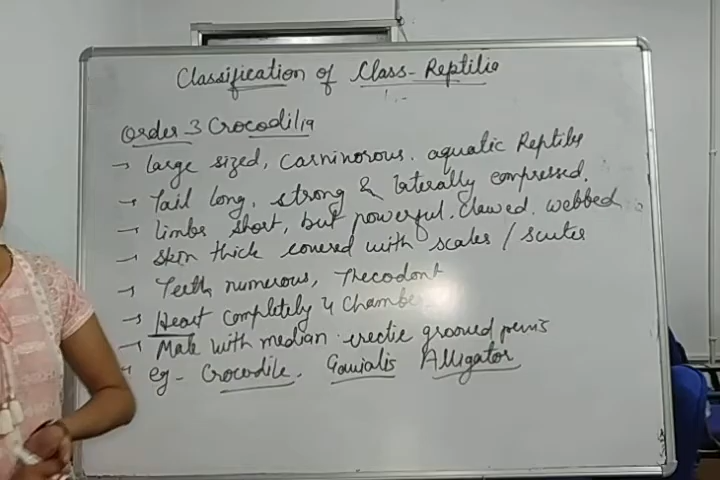 Classification of Class-Reptilia
Order 3 Crocodilia
→ Large sized, Carnivorous. aquatic Reptiles
→ Tail long, strong & laterally compressed.
→ Limbs short, but powerful. clawed. webbed
→ Skin thick covered with scales / scutes
→ Teeth numerous, Thecodont
→ Heart completely 4 Chambe
→ Male with median erectile grooved penis
eg - Crocodile. Gavialis Alligator